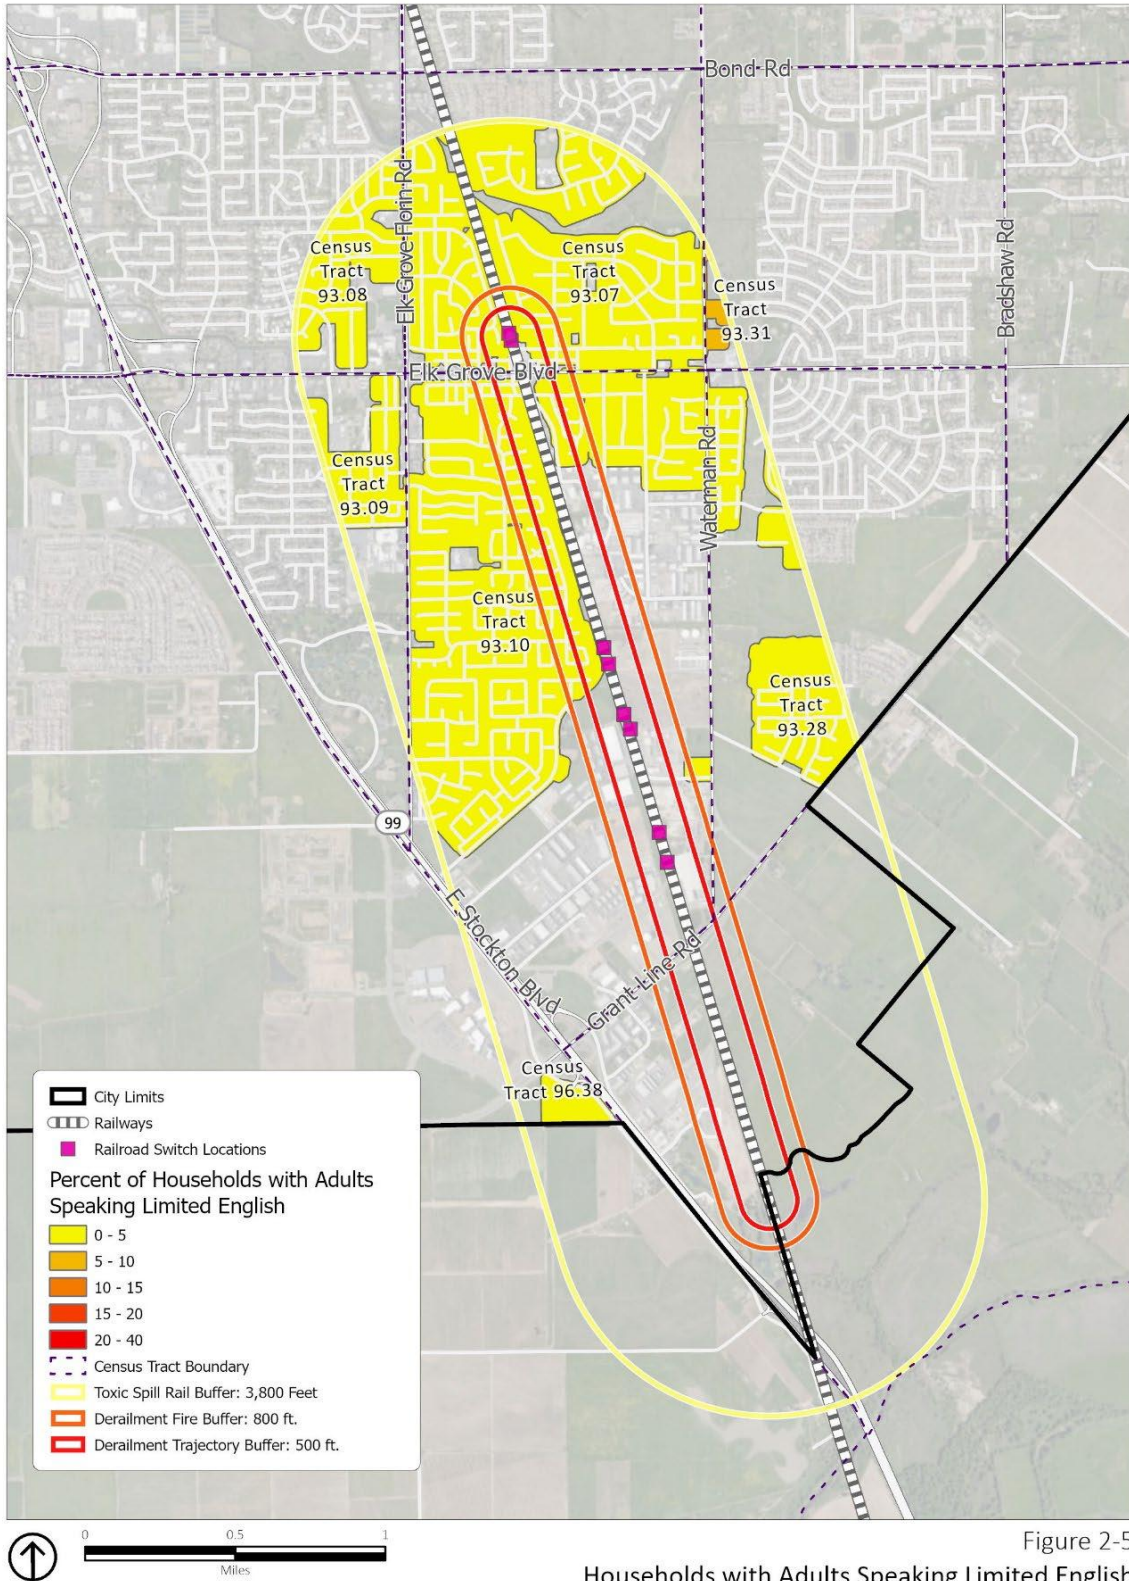 Bond Rd
Elk Grove-Florin Rd
Census
Tract
93.08
Census
Tract
93.07
Census
Tract
93.31
Bradshaw Rd
Elk Grove Blvd
Census
Tract
93.09
Waterman Rd
Census
Tract
93.10
Census
Tract
93.28
99
E Stockton Blvd
Grant Line Rd
Census
Tract 96.38
City Limits
Railways
Railroad Switch Locations
Percent of Households with Adults
Speaking Limited English
0 - 5
5 - 10
10 - 15
15 - 20
20 - 40
Census Tract Boundary
Toxic Spill Rail Buffer: 3,800 Feet
Derailment Fire Buffer: 800 ft.
Derailment Trajectory Buffer: 500 ft.
0 0.5 1
Miles
Figure 2-5
Households with Adults Speaking Limited English